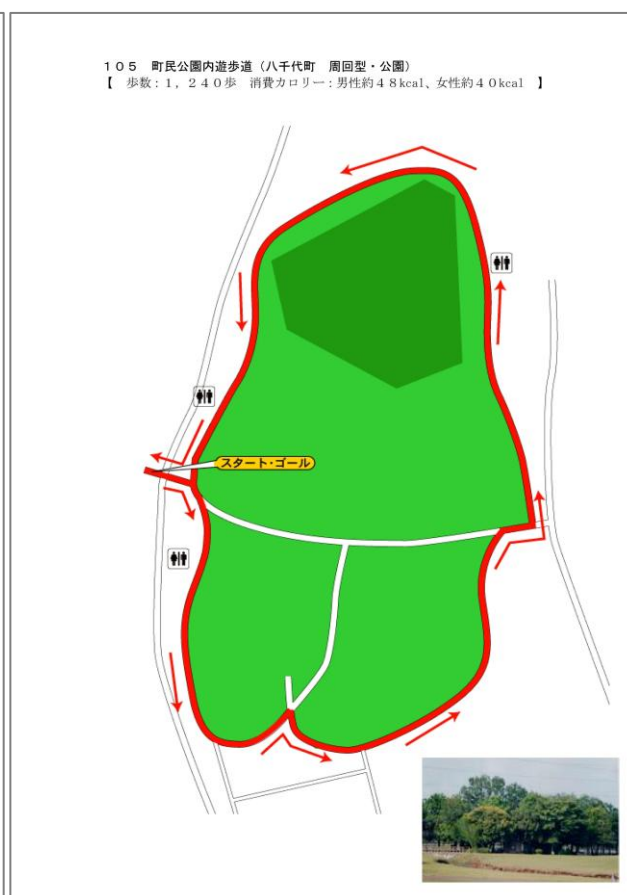 １０５　町民公園内遊歩道（八千代町　周回型・公園）
【　歩数：１，２４０歩　消費カロリー：男性約４８kcal、女性約４０kcal　】
スタート・ゴール